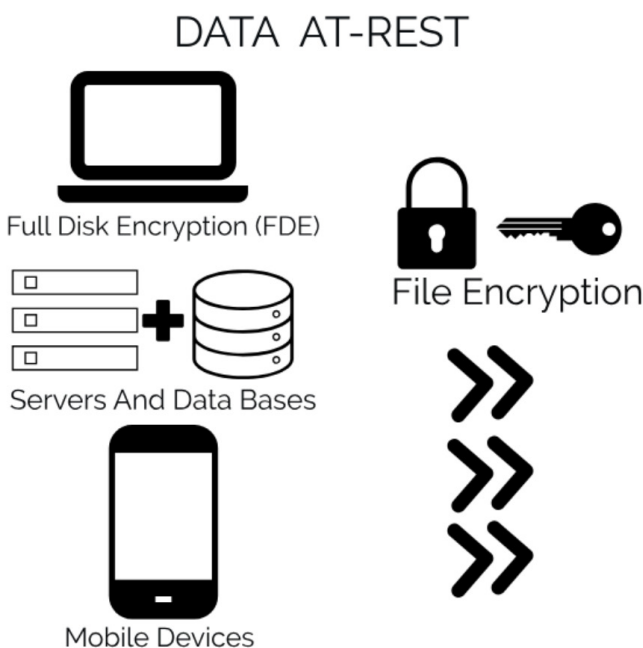 DATA AT-REST
Full Disk Encryption (FDE)
File Encryption
Servers And Data Bases
Mobile Devices